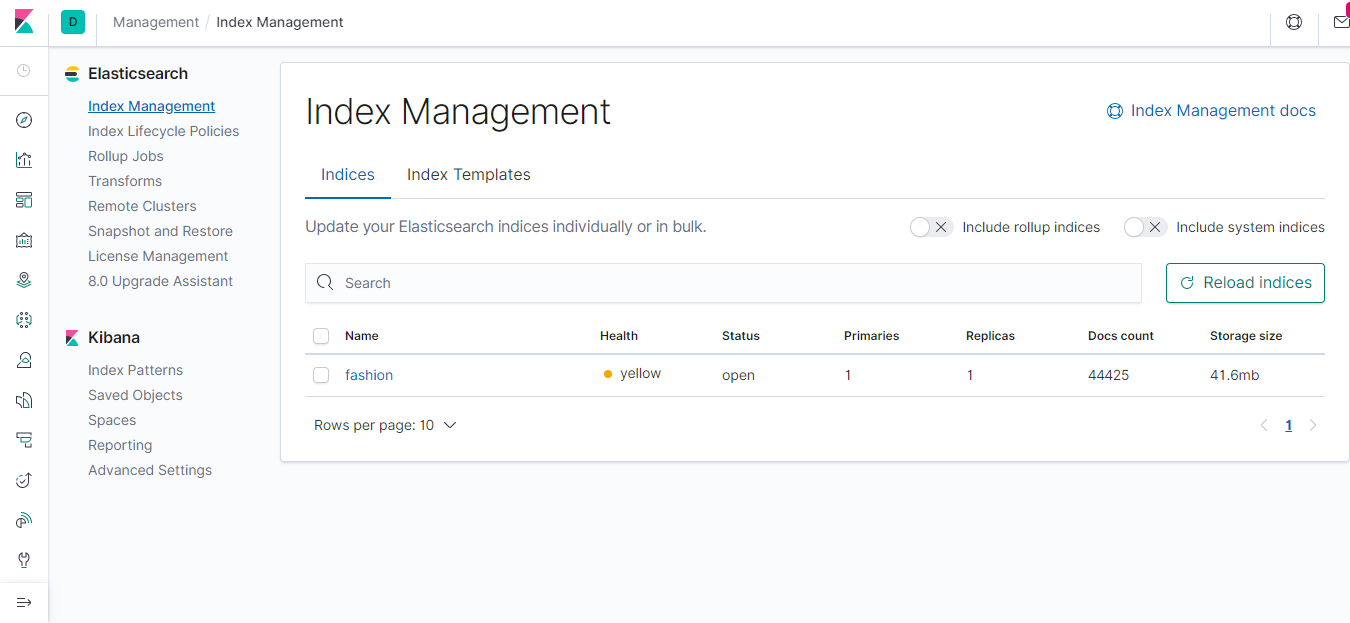 D Management / Index Management
Elasticsearch
Index Management
Index Lifecycle Policies
Rollup Jobs
Transforms
Remote Clusters
Snapshot and Restore
License Management
8.0 Upgrade Assistant
Kibana
Index Patterns
Saved Objects
Spaces
Reporting
Advanced Settings
Index Management
Index Management docs
Indices Index Templates
Update your Elasticsearch indices individually or in bulk.
Include rollup indices Include system indices
Search
Reload indices
Name Health Status Primaries Replicas Docs count Storage size
fashion yellow open 1 1 44425 41.6mb
Rows per page: 10
1